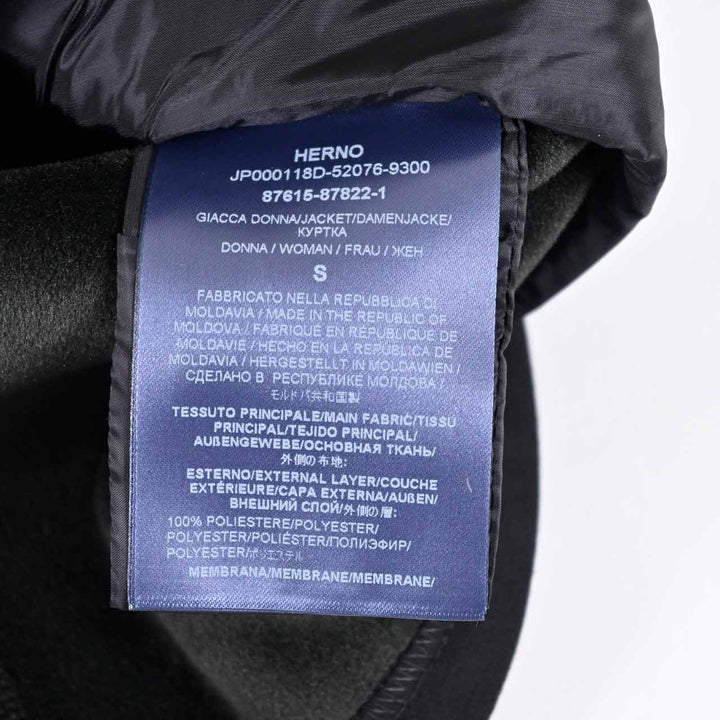 HERNO
JP000118D-52076-9300
87615-87822-1
GIACCA DONNA/JACKET/DAMENJACKE/
КУРТКА
DONNA / WOMAN / FRAU / ЖЕН
S
FABBRICATO NELLA REPUBBLICA DI
MOLDAVIA / MADE IN THE REPUBLIC OF
MOLDOVA / FABRIQUÉ EN RÉPUBLIQUE DE
MOLDAVIE / HECHO EN LA REPÚBLICA DE
MOLDAVIA / HERGESTELLT IN MOLDAWIEN /
СДЕЛАНО В РЕСПУБЛИКЕ МОЛДОВА /
モルドバ共和国製
TESSUTO PRINCIPALE/MAIN FABRIC/TISSU
PRINCIPAL/TEJIDO PRINCIPAL/
AUßENGEWEBE/ОСНОВНАЯ ТКАНЬ/
外側の布地:
ESTERNO/EXTERNAL LAYER/COUCHE
EXTÉRIEURE/CAPA EXTERNA/AUßEN/
ВНЕШНИЙ СЛОЙ/外側の層:
100% POLIESTERE/POLYESTER/
POLYESTER/POLIÉSTER/ПОЛИЭФИР/
POLYESTER/ポリエステル
MEMBRANA/MEMBRANE/MEMBRANE/